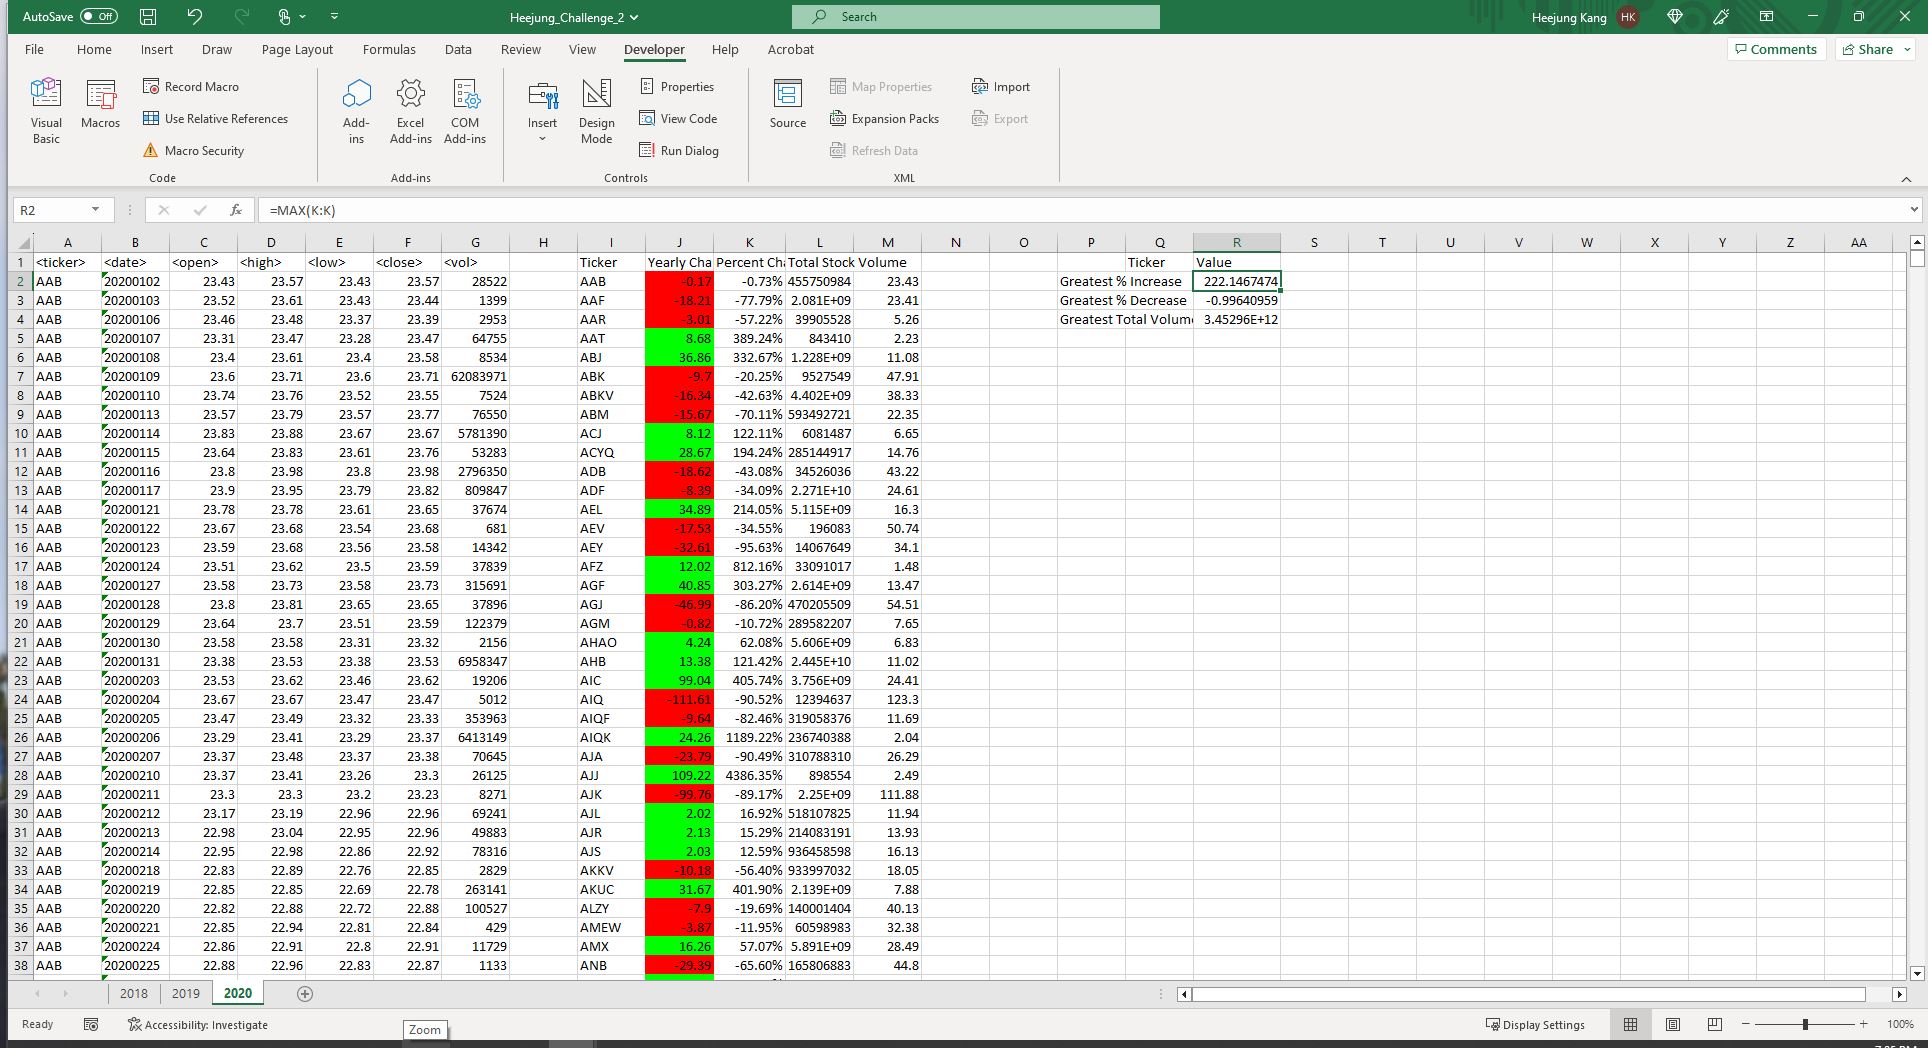 AutoSave Off Heejung_Challenge_2 Search Heejung Kang HK
File Home Insert Draw Page Layout Formulas Data Review View Developer Help Acrobat Comments Share
Visual Basic Macros Record Macro Use Relative References Macro Security Code
Add-ins Excel Add-ins COM Add-ins Add-ins
Insert Design Mode Properties View Code Run Dialog Controls
Source Map Properties Expansion Packs Refresh Data Import Export XML
R2 fx =MAX(K:K)
A B C D E F G H I J K L M N O P Q R S T U V W X Y Z AA
1 <ticker> <date> <open> <high> <low> <close> <vol> Ticker Yearly Cha Percent Ch Total Stock Volume Ticker Value
2 AAB 20200102 23.43 23.57 23.43 23.57 28522 AAB -0.17 -0.73% 455750984 23.43 Greatest % Increase 222.1467474
3 AAB 20200103 23.52 23.61 23.43 23.44 1399 AAF -18.21 -77.79% 2.081E+09 23.41 Greatest % Decrease -0.99640959
4 AAB 20200106 23.46 23.48 23.37 23.39 2953 AAR -3.01 -57.22% 39905528 5.26 Greatest Total Volum 3.45296E+12
5 AAB 20200107 23.31 23.47 23.28 23.47 64755 AAT 8.68 389.24% 843410 2.23
6 AAB 20200108 23.4 23.61 23.4 23.58 8534 ABJ 36.86 332.67% 1.228E+09 11.08
7 AAB 20200109 23.6 23.71 23.6 23.71 62083971 ABK -9.7 -20.25% 9527549 47.91
8 AAB 20200110 23.74 23.76 23.52 23.55 7524 ABKV -16.34 -42.63% 4.402E+09 38.33
9 AAB 20200113 23.57 23.79 23.57 23.77 76550 ABM -15.67 -70.11% 593492721 22.35
10 AAB 20200114 23.83 23.88 23.67 23.67 5781390 ACJ 8.12 122.11% 6081487 6.65
11 AAB 20200115 23.64 23.83 23.61 23.76 53283 ACYQ 28.67 194.24% 285144917 14.76
12 AAB 20200116 23.8 23.98 23.8 23.98 2796350 ADB -18.62 -43.08% 34526036 43.22
13 AAB 20200117 23.9 23.95 23.79 23.82 809847 ADF -8.39 -34.09% 2.271E+10 24.61
14 AAB 20200121 23.78 23.78 23.61 23.65 37674 AEL 34.89 214.05% 5.115E+09 16.3
15 AAB 20200122 23.67 23.68 23.54 23.68 681 AEV -17.53 -34.55% 196083 50.74
16 AAB 20200123 23.59 23.68 23.56 23.58 14342 AEY -32.61 -95.63% 14067649 34.1
17 AAB 20200124 23.51 23.62 23.5 23.59 37839 AFZ 12.02 812.16% 33091017 1.48
18 AAB 20200127 23.58 23.73 23.58 23.73 315691 AGF 40.85 303.27% 2.614E+09 13.47
19 AAB 20200128 23.8 23.81 23.65 23.65 37896 AGJ -46.99 -86.20% 470205509 54.51
20 AAB 20200129 23.64 23.7 23.51 23.59 122379 AGM -0.82 -10.72% 289582207 7.65
21 AAB 20200130 23.58 23.58 23.31 23.32 2156 AHAO 4.24 62.08% 5.606E+09 6.83
22 AAB 20200131 23.38 23.53 23.38 23.53 6958347 AHB 13.38 121.42% 2.445E+10 11.02
23 AAB 20200203 23.53 23.62 23.46 23.62 19206 AIC 99.04 405.74% 3.756E+09 24.41
24 AAB 20200204 23.67 23.67 23.47 23.47 5012 AIQ -111.61 -90.52% 12394637 123.3
25 AAB 20200205 23.47 23.49 23.32 23.33 353963 AIQF -9.64 -82.46% 319058376 11.69
26 AAB 20200206 23.29 23.41 23.29 23.37 6413149 AIQK 24.26 1189.22% 236740388 2.04
27 AAB 20200207 23.37 23.48 23.37 23.38 70645 AJA -23.79 -90.49% 310788310 26.29
28 AAB 20200210 23.37 23.41 23.26 23.3 26125 AJJ 109.22 4386.35% 898554 2.49
29 AAB 20200211 23.3 23.3 23.2 23.23 8271 AJK -99.76 -89.17% 2.25E+09 111.88
30 AAB 20200212 23.17 23.19 22.96 22.96 69241 AJL 2.02 16.92% 518107825 11.94
31 AAB 20200213 22.98 23.04 22.95 22.96 49883 AJR 2.13 15.29% 214083191 13.93
32 AAB 20200214 22.95 22.98 22.86 22.92 78316 AJS 2.03 12.59% 936458598 16.13
33 AAB 20200218 22.83 22.89 22.76 22.85 2829 AKKV -10.18 -56.40% 933997032 18.05
34 AAB 20200219 22.85 22.85 22.69 22.78 263141 AKUC 31.67 401.90% 2.139E+09 7.88
35 AAB 20200220 22.82 22.88 22.72 22.88 100527 ALZY -7.9 -19.69% 140001404 40.13
36 AAB 20200221 22.85 22.94 22.81 22.84 429 AMEW -3.87 -11.95% 60598983 32.38
37 AAB 20200224 22.86 22.91 22.8 22.91 11729 AMX 16.26 57.07% 5.891E+09 28.49
38 AAB 20200225 22.88 22.96 22.83 22.87 1133 ANB -29.39 -65.60% 165806883 44.8
2018 2019 2020
Ready Accessibility: Investigate Zoom Display Settings 100%